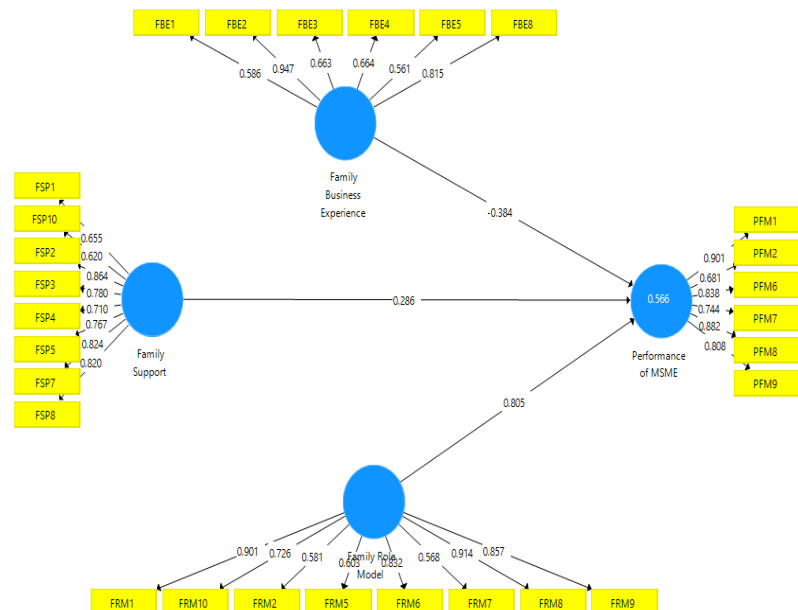 FBE1 FBE2 FBE3 FBE4 FBE5 FBE8
0.586 0.947 0.663 0.664 0.561 0.815
Family
Business
Experience
-0.384
FSP1
FSP10
FSP2
FSP3
FSP4
FSP5
FSP7
FSP8
0.655
0.620
0.864
0.780
0.710
0.767
0.824
0.820
Family
Support
0.286
PFM1
PFM2
PFM6
PFM7
PFM8
PFM9
0.901
0.681
0.838
0.744
0.882
0.808
0.566
Performance
of MSME
0.805
Family Role
Model
0.901 0.726 0.581 0.603 0.832 0.568 0.914 0.857
FRM1 FRM10 FRM2 FRM5 FRM6 FRM7 FRM8 FRM9